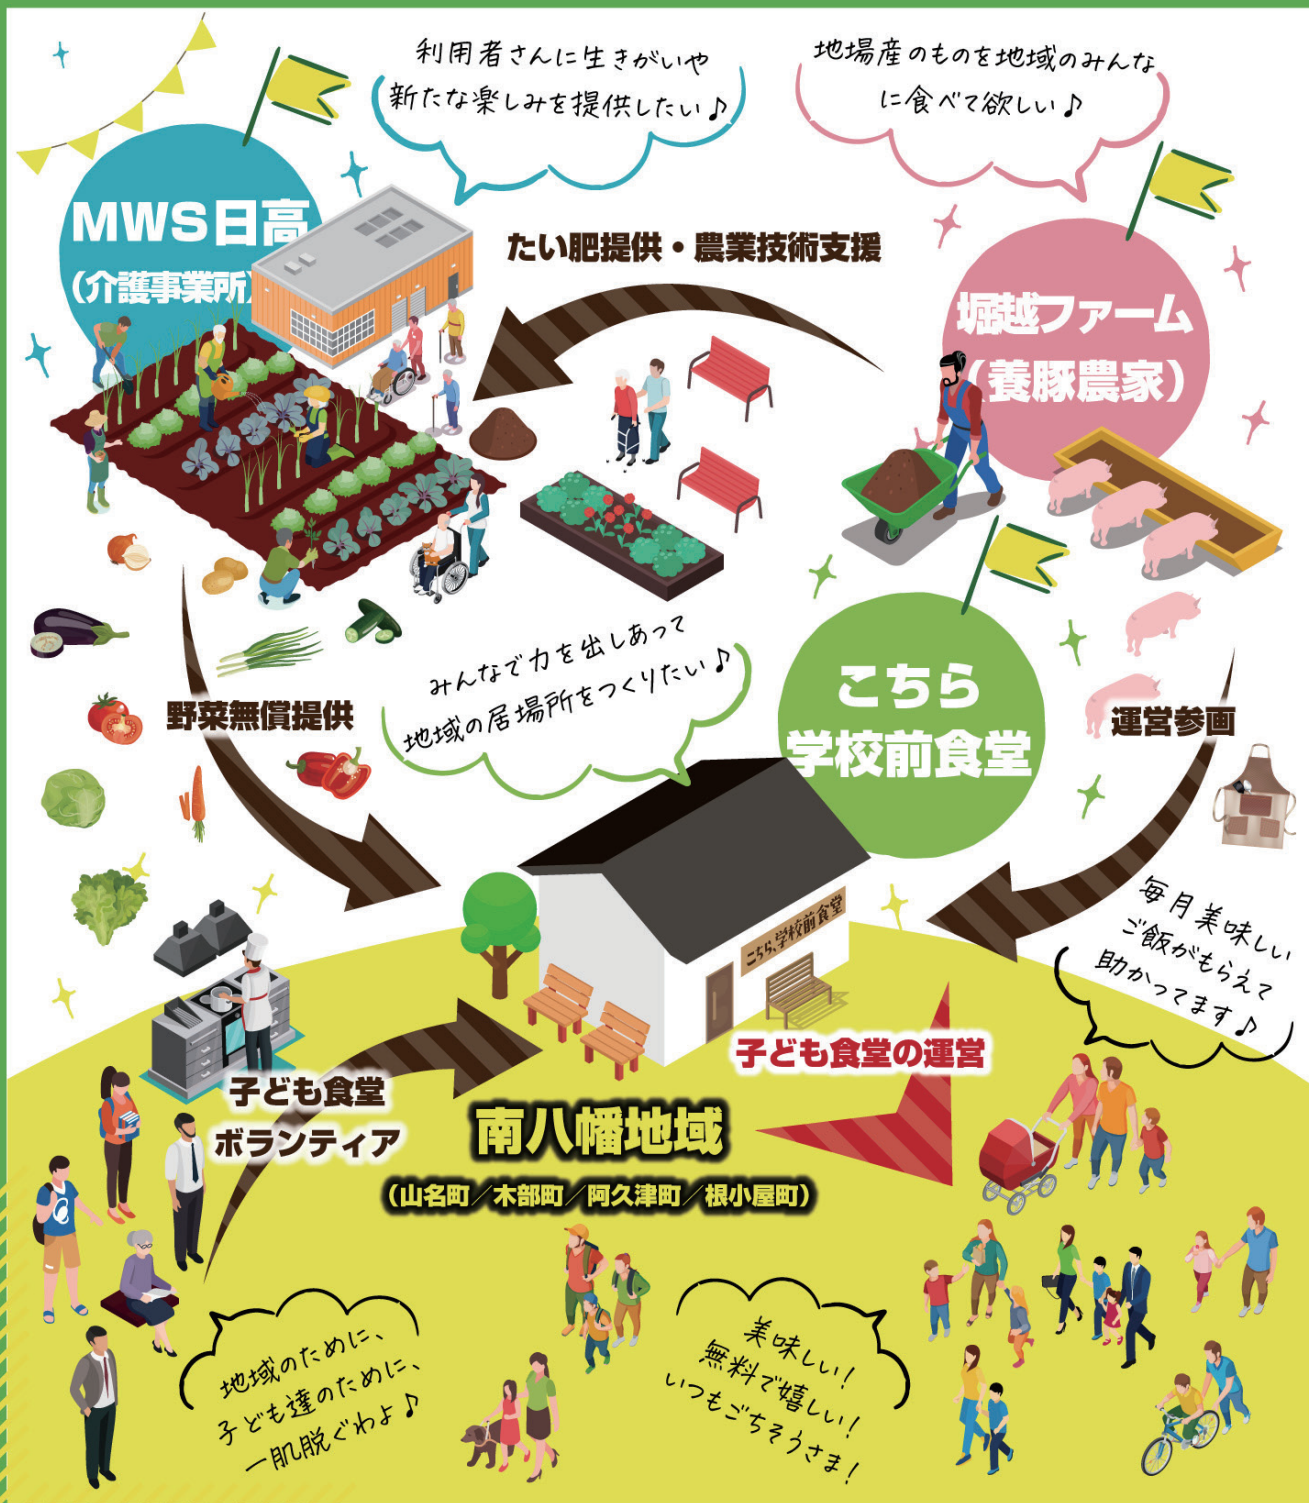 利用者さんに生きがいや
新たな楽しみを提供したい♪
地場産のものを地域のみんな
に食べて欲しい♪
MWS日高
(介護事業所)
たい肥提供・農業技術支援
堀越ファーム
(養豚農家)
みんなで力を出しあって
地域の居場所をつくりたい♪
こちら
学校前食堂
野菜無償提供
運営参画
こちら、学校前食堂
毎月美味しい
ご飯がもらえて
助かってます♪
子ども食堂の運営
子ども食堂
ボランティア
南八幡地域
(山名町/木部町/阿久津町/根小屋町)
地域のために、
子ども達のために、
一肌脱ぐわよ♪
美味しい!
無料で嬉しい!
いつもごちそうさま!